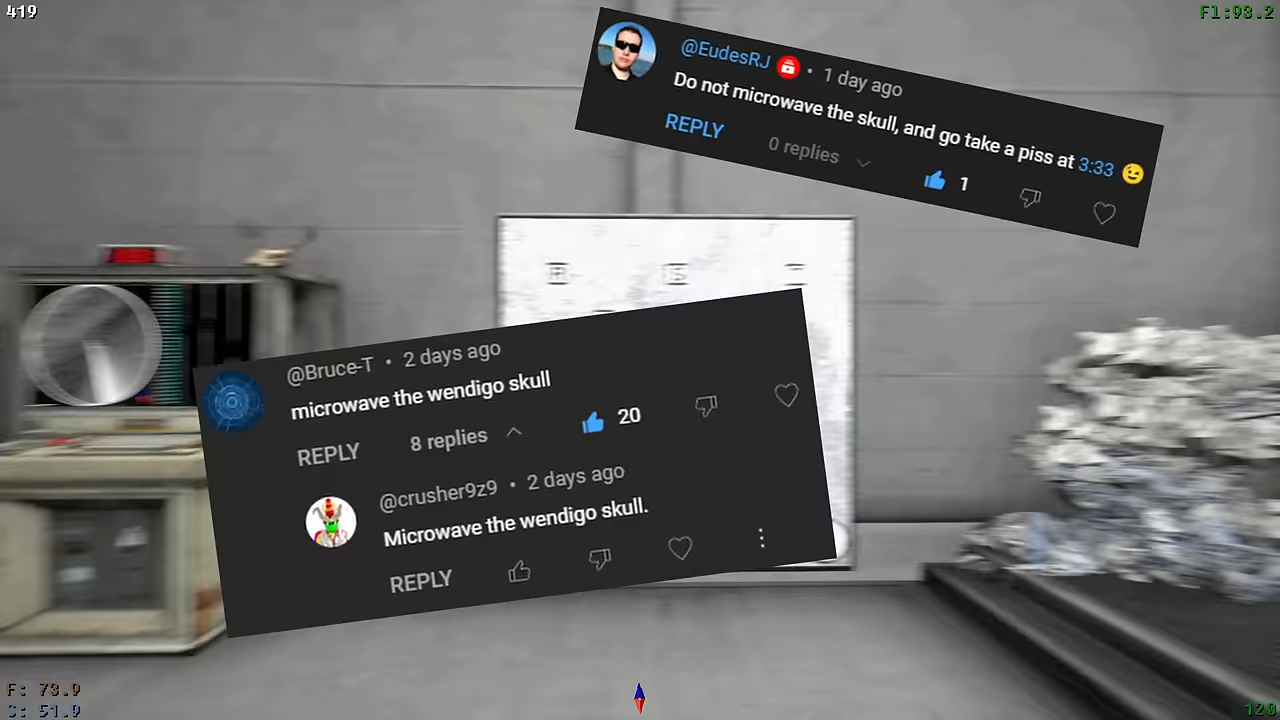 419
F1:93.2
@EudesRJ • 1 day ago
Do not microwave the skull, and go take a piss at 3:33 😉
REPLY 0 replies 1
R S
@Bruce-T • 2 days ago
microwave the wendigo skull
REPLY 8 replies 20
@crusher9z9 • 2 days ago
Microwave the wendigo skull.
REPLY
F: 73.9
S: 51.9
120